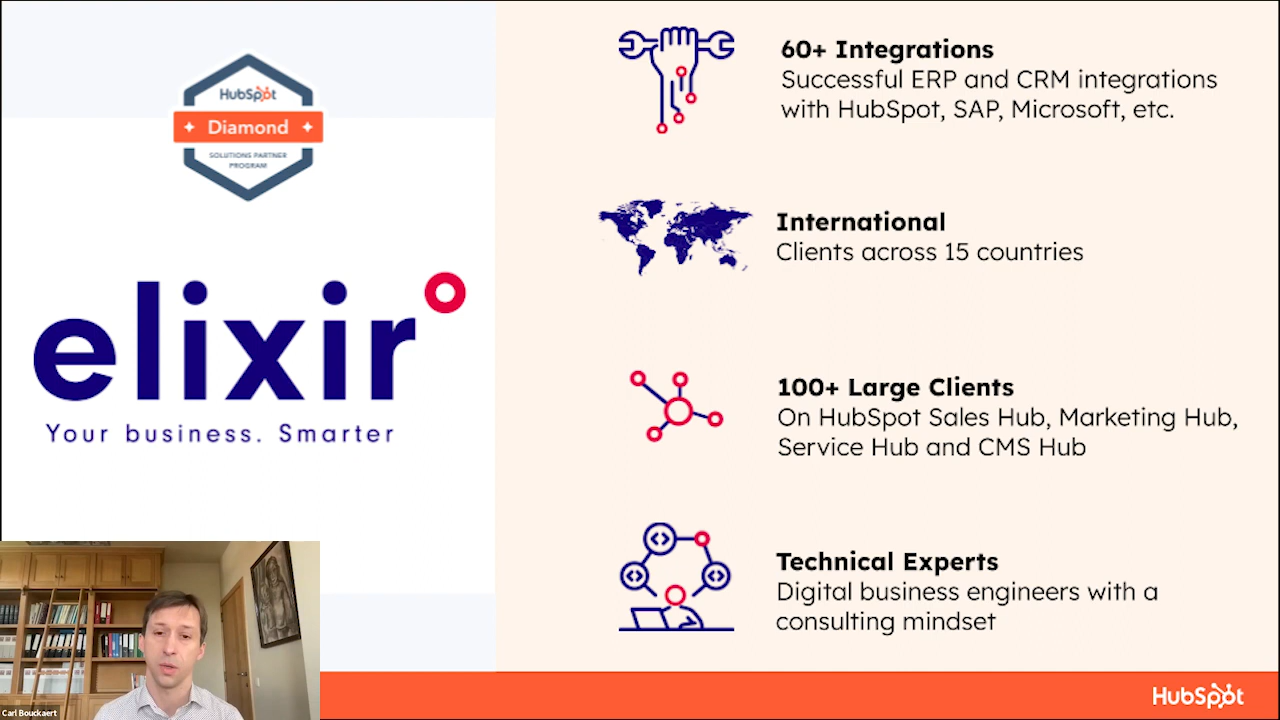 HubSpot
Diamond
SOLUTIONS PARTNER
PROGRAM
elixir
Your business. Smarter
60+ Integrations
Successful ERP and CRM integrations
with HubSpot, SAP, Microsoft, etc.
International
Clients across 15 countries
100+ Large Clients
On HubSpot Sales Hub, Marketing Hub,
Service Hub and CMS Hub
Technical Experts
Digital business engineers with a
consulting mindset
Carl Bouckaert
HubSpot